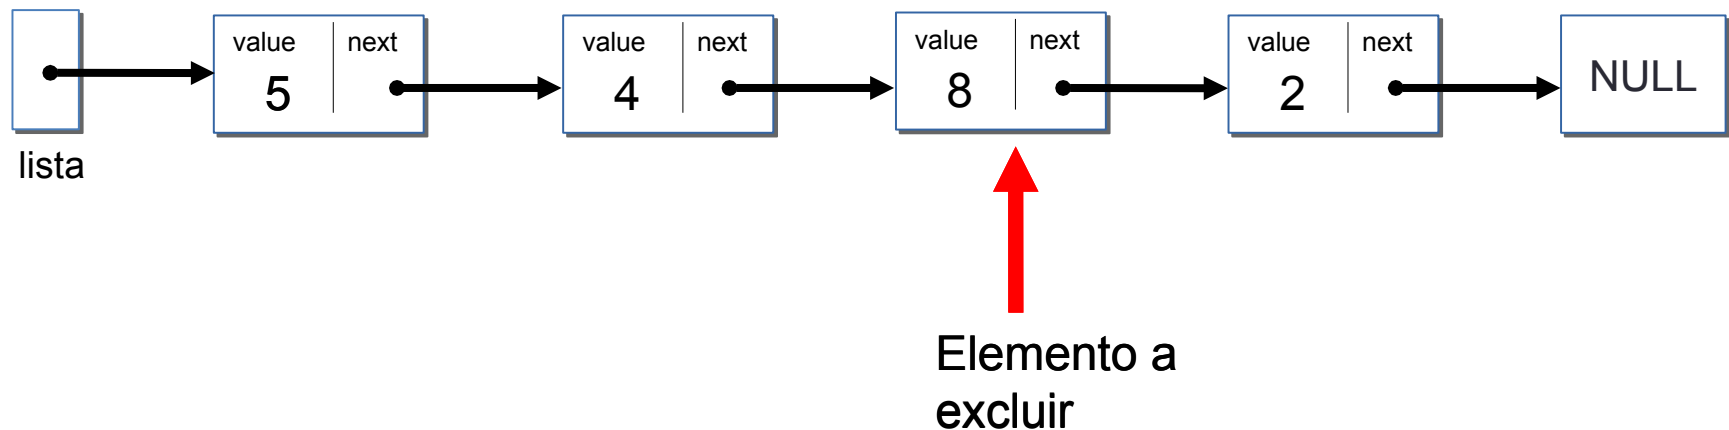 value next value next value next value next
5 4 8 2 NULL
lista
Elemento a
excluir